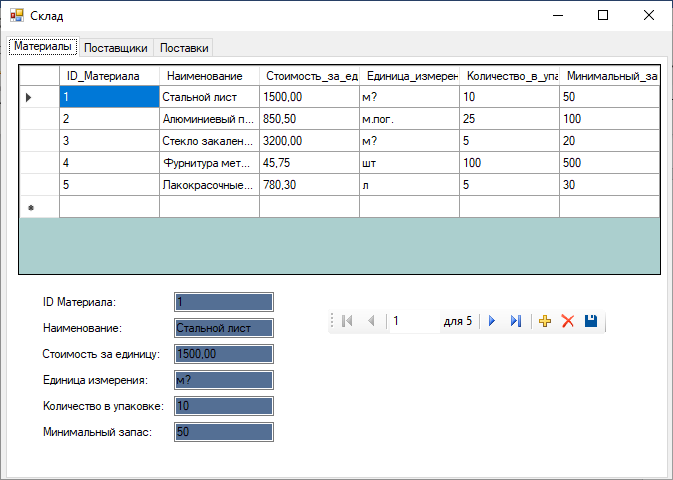 Склад
Материалы Поставщики Поставки
ID_Материала Наименование Стоимость_за_ед Единица_измерен Количество_в_упа Минимальный_за
1 Стальной лист 1500,00 м? 10 50
2 Алюминиевый п... 850,50 м.пог. 25 100
3 Стекло закален... 3200,00 м? 5 20
4 Фурнитура мет... 45,75 шт 100 500
5 Лакокрасочные... 780,30 л 5 30
ID Материала: 1
Наименование: Стальной лист
Стоимость за единицу: 1500,00
Единица измерения: м?
Количество в упаковке: 10
Минимальный запас: 50
1 для 5